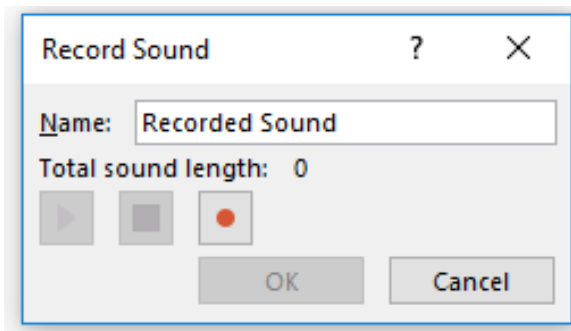 Record Sound ?
Name: Recorded Sound
Total sound length: 0
OK Cancel